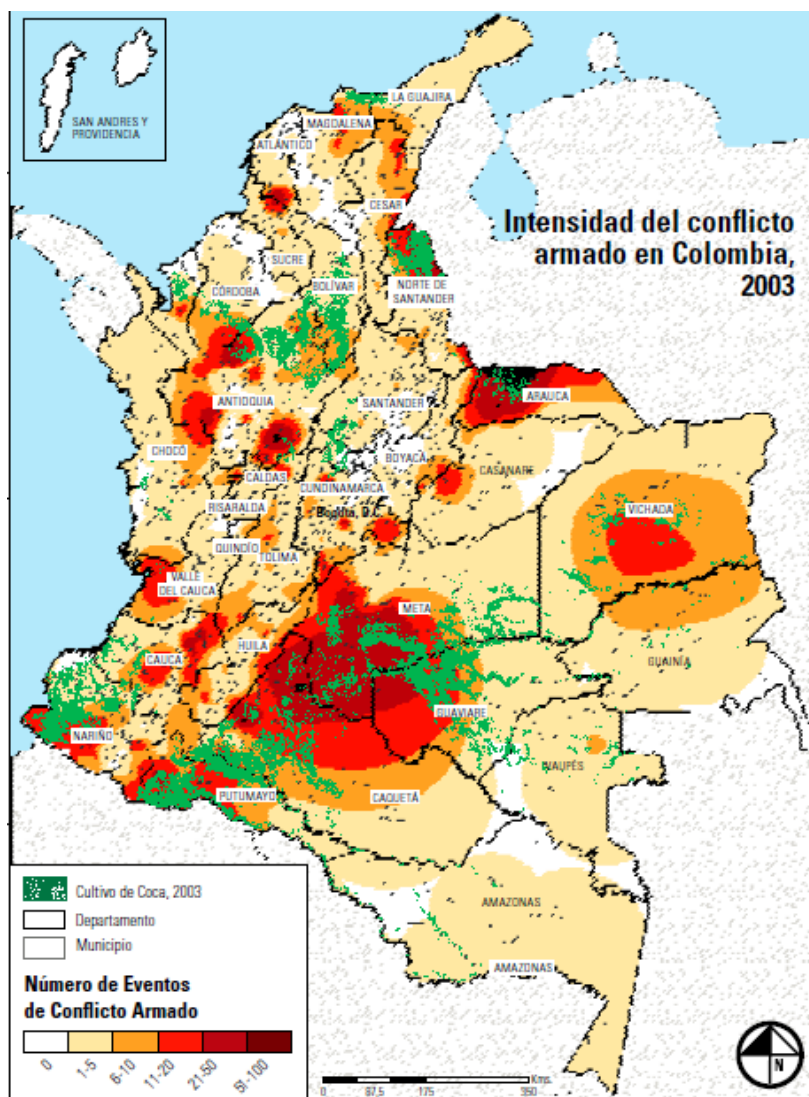 SAN ANDRES Y
PROVIDENCIA
Intensidad del conflicto
armado en Colombia,
2003
LA GUAJIRA
MAGDALENA
ATLÁNTICO
CESAR
SUCRE
CÓRDOBA
BOLÍVAR
NORTE DE
SANTANDER
ANTIOQUIA
SANTANDER
ARAUCA
CHOCÓ
BOYACÁ
CASANARE
CALDAS
CUNDINAMARCA
RISARALDA
Bogotá, D.C.
VICHADA
QUINDÍO
TOLIMA
VALLE
DEL CAUCA
META
HUILA
CAUCA
GUAINÍA
GUAVIARE
NARIÑO
VAUPÉS
PUTUMAYO
CAQUETÁ
AMAZONAS
AMAZONAS
Cultivo de Coca, 2003
Departamento
Municipio
Número de Eventos
de Conflicto Armado
0
1-5
6-10
11-20
21-50
51-100
Kms.
0 87,5 175 350
N